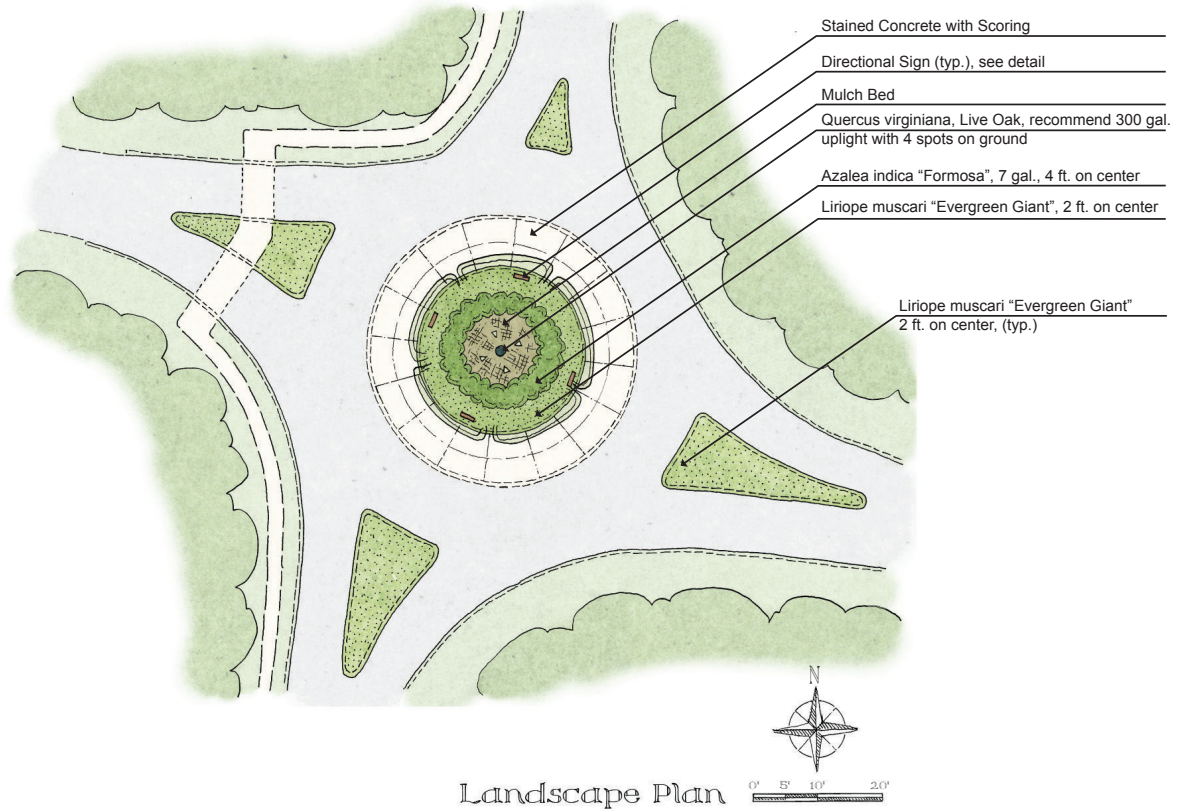 Stained Concrete with Scoring
Directional Sign (typ.), see detail
Mulch Bed
Quercus virginiana, Live Oak, recommend 300 gal.
uplight with 4 spots on ground
Azalea indica “Formosa”, 7 gal., 4 ft. on center
Liriope muscari “Evergreen Giant”, 2 ft. on center
Liriope muscari “Evergreen Giant”
2 ft. on center, (typ.)
N
Landscape Plan
0' 5' 10' 20'